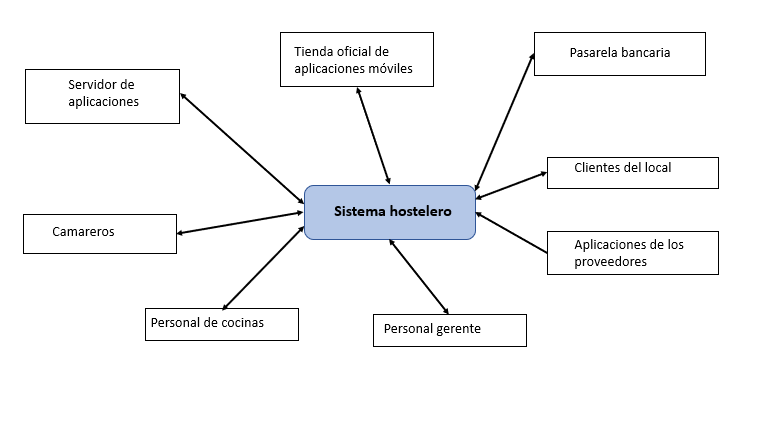 Tienda oficial de
aplicaciones móviles
Pasarela bancaria
Servidor de
aplicaciones
Clientes del local
Sistema hostelero
Camareros
Aplicaciones de los
proveedores
Personal de cocinas
Personal gerente